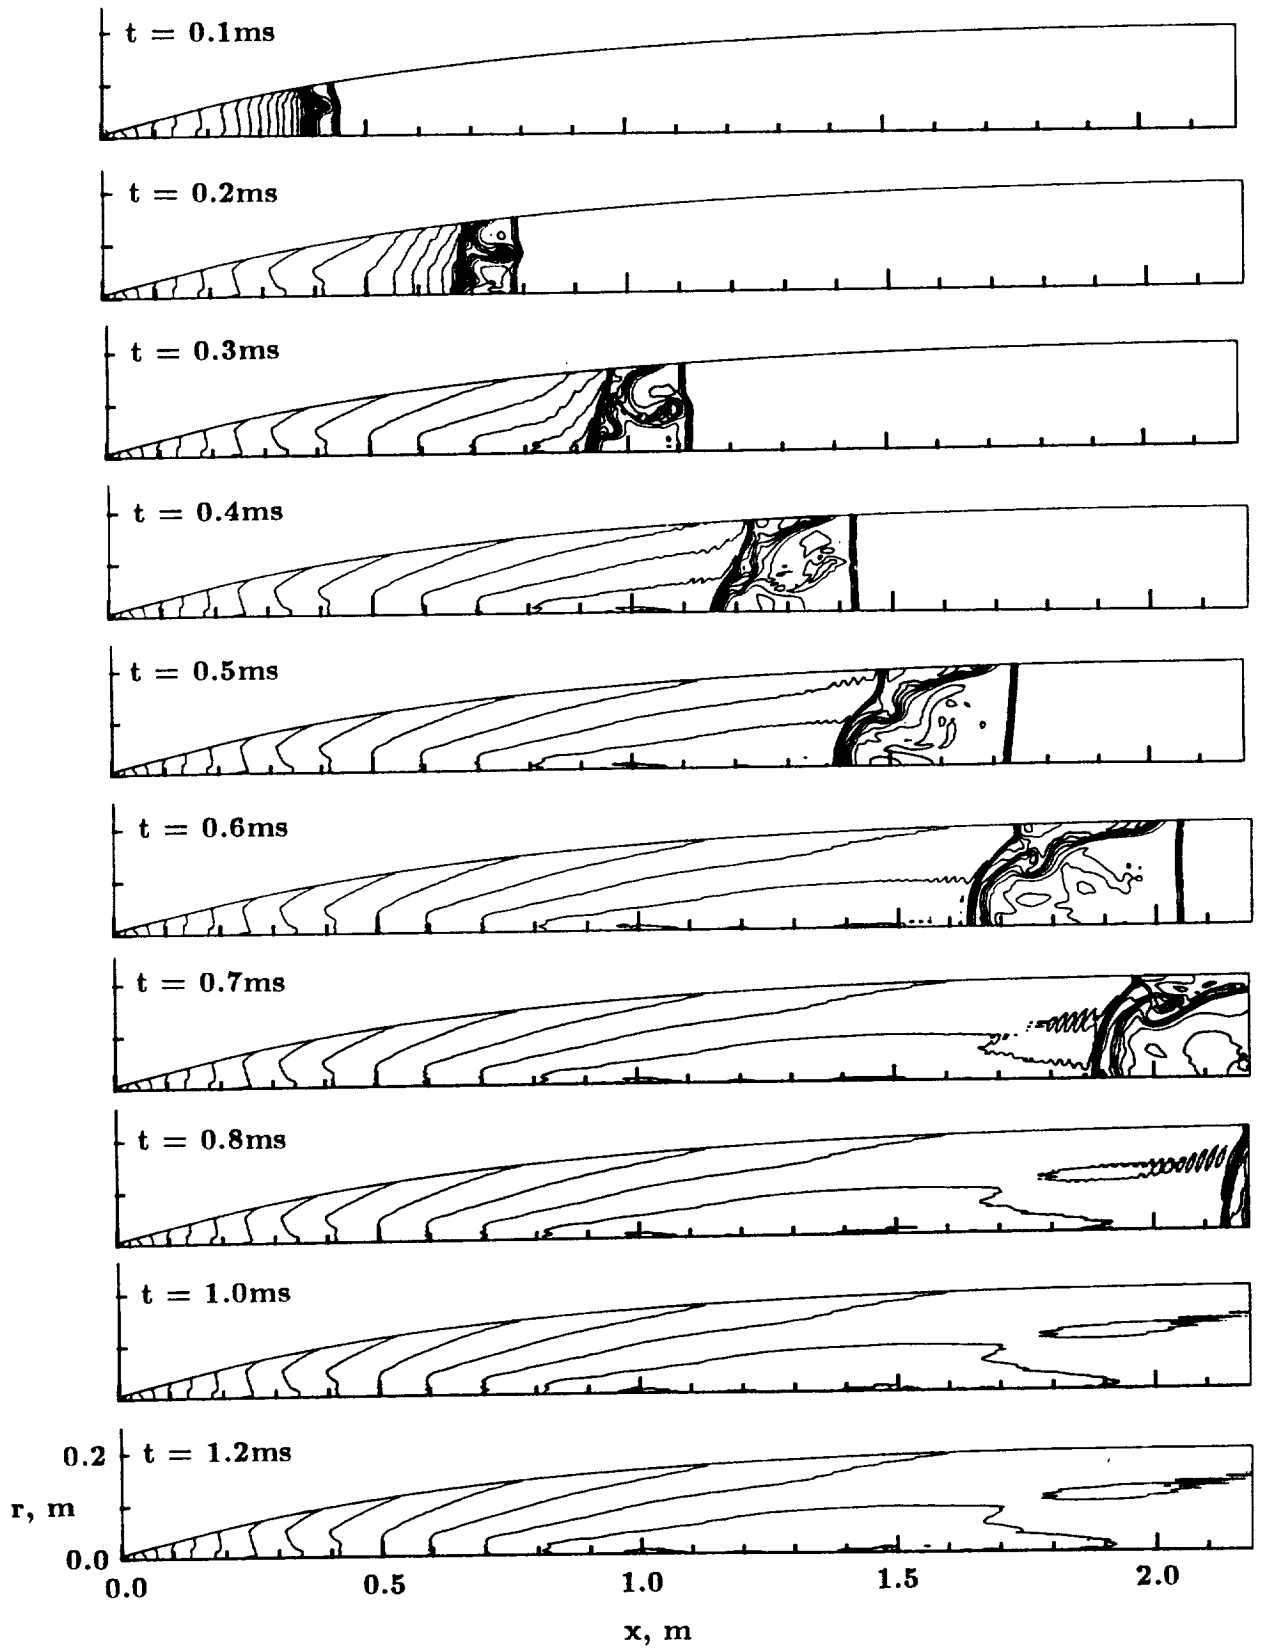 t = 0.1ms
t = 0.2ms
t = 0.3ms
t = 0.4ms
t = 0.5ms
t = 0.6ms
t = 0.7ms
t = 0.8ms
t = 1.0ms
0.2 t = 1.2ms
r, m
0.0
0.0 0.5 1.0 1.5 2.0
x, m